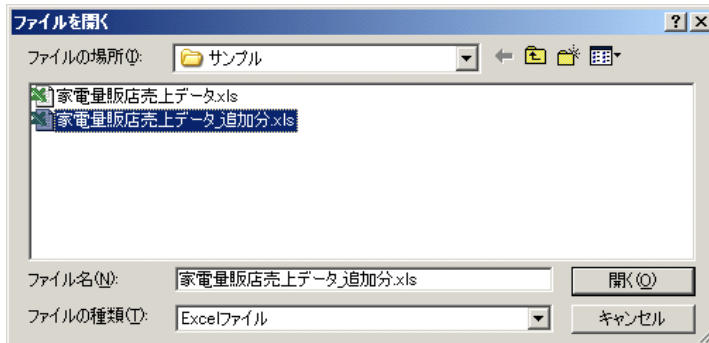 ファイルを開く
ファイルの場所(I):
サンプル
家電量販店売上データ.xls
家電量販店売上データ_追加分.xls
ファイル名(N):
家電量販店売上データ_追加分.xls
開く(O)
ファイルの種類(T):
Excelファイル
キャンセル